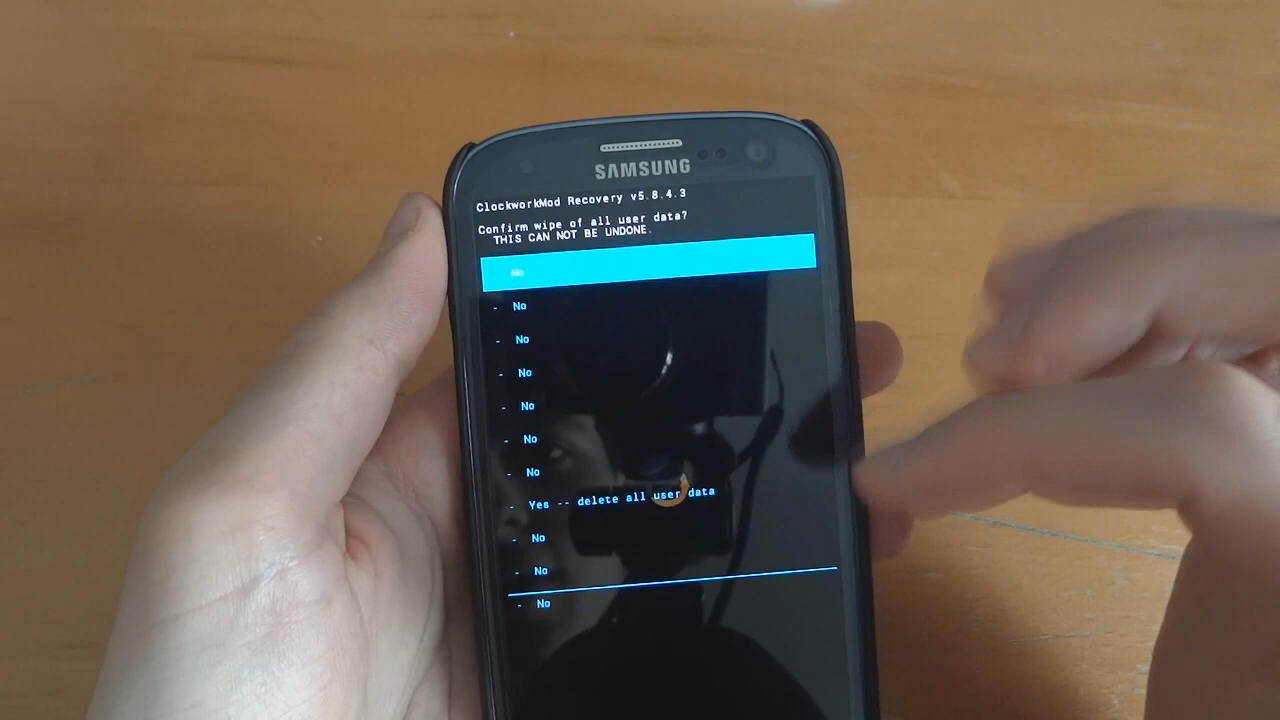 SAMSUNG
ClockworkMod Recovery v5.8.4.3
Confirm wipe of all user data?
THIS CAN NOT BE UNDONE.
No
- No
- No
- No
- No
- No
- No
- Yes -- delete all user data
- No
- No
- No